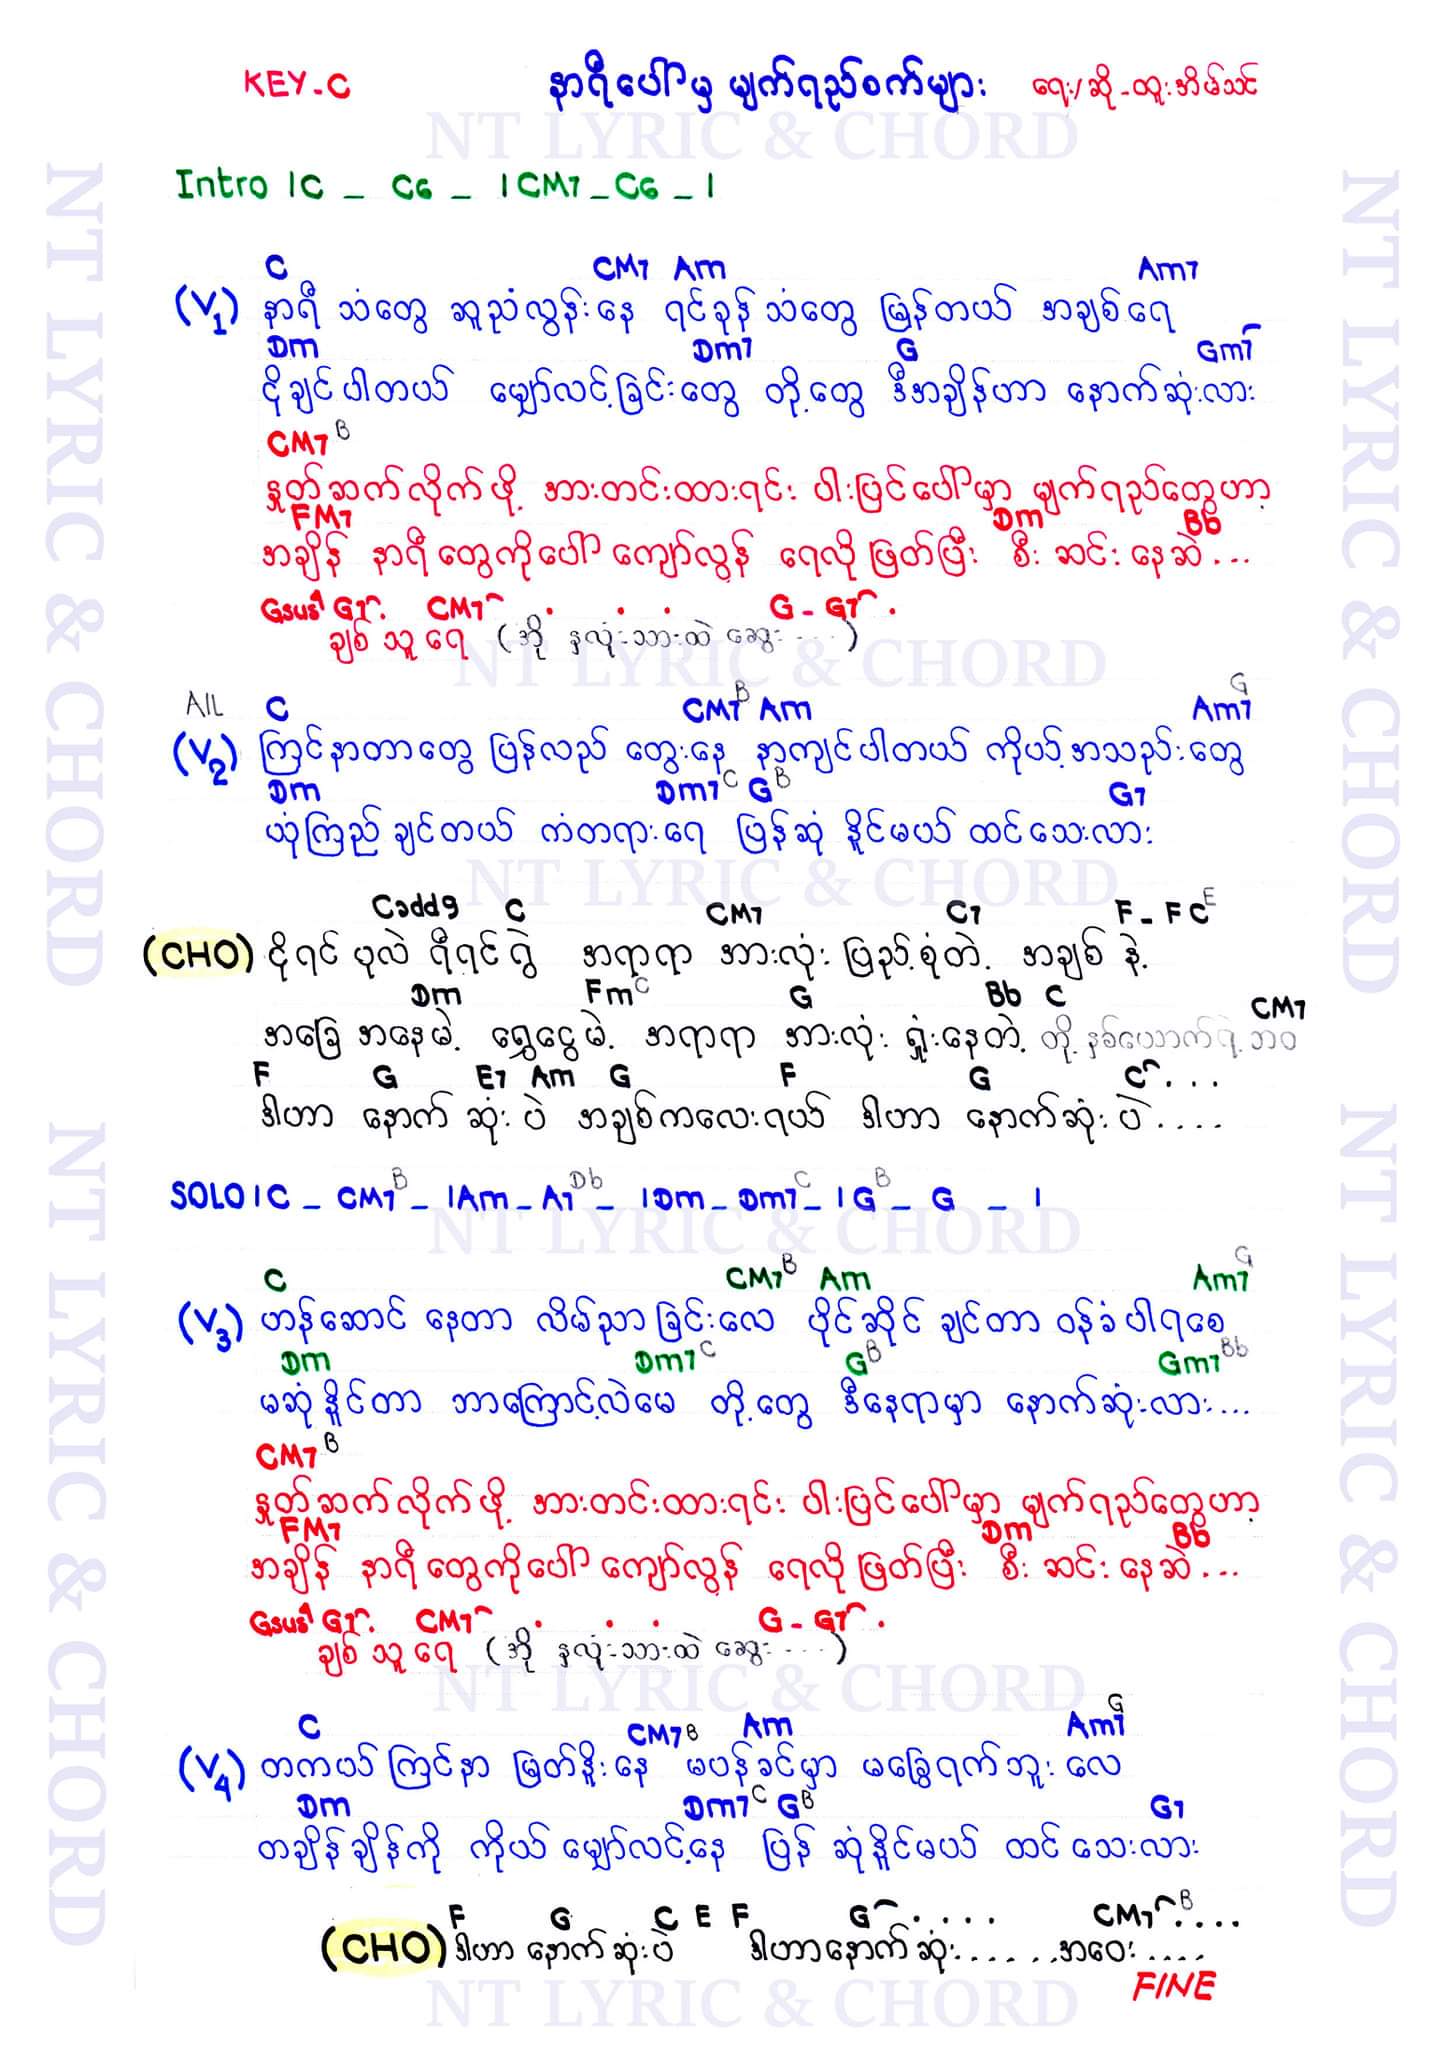 KEY-C နာရီပေါ်မှ မျက်ရည်စက်များ ရေး/ဆို-ထူးအိမ်သင်
NT LYRIC & CHORD
Intro | C _ C6 _ | CM7 _ C6 _ |
C CM7 Am Am7
(V1) နာရီ သံတွေ ဆူညံလွန်းနေ ရင်ခုန် သံတွေ မြန်တယ် အချစ်ရေ
Dm Dm7 G Gm7
ငိုချင်ပါတယ် မျှော်လင့်ခြင်းတွေ တို့တွေ ဒီအချိန်ဟာ နောက်ဆုံးလား
CM7 B
နှုတ်ဆက်လိုက်ဖို့ အားတင်းထားရင်း ပါးပြင်ပေါ်မှာ မျက်ရည်တွေဟာ
FM7 Dm Bb
အချိန် နာရီတွေကိုပေါ် ကျော်လွန် ရေလိုဖြတ်ပြီး စီး ဆင်းနေဆဲ...
Gsus4 G7. CM7 . . . G - G7 .
ချစ်သူရေ (အို နှလုံးသားထဲ ဆွေး ....)
NT LYRIC & CHORD
All C CM7 B Am Am7 G
(V2) ကြင်နာတာတွေ ပြန်လည် တွေးနေ နာကျင်ပါတယ် ကိုယ့်အသည်းတွေ
Dm Dm7 C G B G7
ယုံကြည်ချင်တယ် ကံတရားရေ ပြန်ဆုံနိူင်မယ် ထင်သေးလား
NT LYRIC & CHORD
Cadd9 C CM7 C7 F - F C E
(CHO) ငိုရင်ပုလဲ ရီရင်ရွှဲ အရာရာ အားလုံး ပြည့်စုံတဲ့ အချစ်နဲ့
Dm Fm C G Bb C CM7
အခြေအနေမဲ့ ရွှေငွေမဲ့ အရာရာ အားလုံး ရှုံးနေတဲ့ တို့နှစ်ယောက်ရဲ့ဘဝ
F G E7 Am G F G C ...
ဒါဟာ နောက်ဆုံးပဲ အချစ်ကလေးရယ် ဒါဟာ နောက်ဆုံးပဲ....
SOLO | C _ CM7 B _ | Am _ A7 Db _ | Dm _ Dm7 C _ | G B _ G _ |
NT LYRIC & CHORD
C CM7 B Am Am7 G
(V3) ဟန်ဆောင်နေတာ လိမ်ညာခြင်းလေ ပိုင်ဆိုင်ချင်တာ ဝန်ခံပါရစေ
Dm Dm7 C G B Gm7 Bb
မဆုံနိူင်တာ ဘာကြောင့်လဲမေ တို့တွေ ဒီနေရာမှာ နောက်ဆုံးလား...
CM7 B
နှုတ်ဆက်လိုက်ဖို့ အားတင်းထားရင်း ပါးပြင်ပေါ်မှာ မျက်ရည်တွေဟာ
FM7 Dm Bb
အချိန် နာရီတွေကိုပေါ် ကျော်လွန် ရေလိုဖြတ်ပြီး စီး ဆင်းနေဆဲ...
Gsus4 G7. CM7 . . . G - G7 .
ချစ်သူရေ (အို နှလုံးသားထဲ ဆွေး ....)
NT LYRIC & CHORD
C CM7 B Am Am7 G
(V4) တကယ်ကြင်နာ မြတ်နိူးနေ မပန်ခင်မှာ မခြွေရက်ဘူးလေ
Dm Dm7 C G B G7
တချိန်ချိန်ကို ကိုယ်မျှော်လင့်နေ ပြန်ဆုံနိူင်မယ် ထင်သေးလား
F G C E F G .... CM7 B ....
(CHO) ဒါဟာ နောက်ဆုံးပဲ ဒါဟာနောက်ဆုံး.......အဝေး....
FINE
NT LYRIC & CHORD
NT LYRIC & CHORD
NT LYRIC & CHORD
NT LYRIC & CHORD
NT LYRIC & CHORD